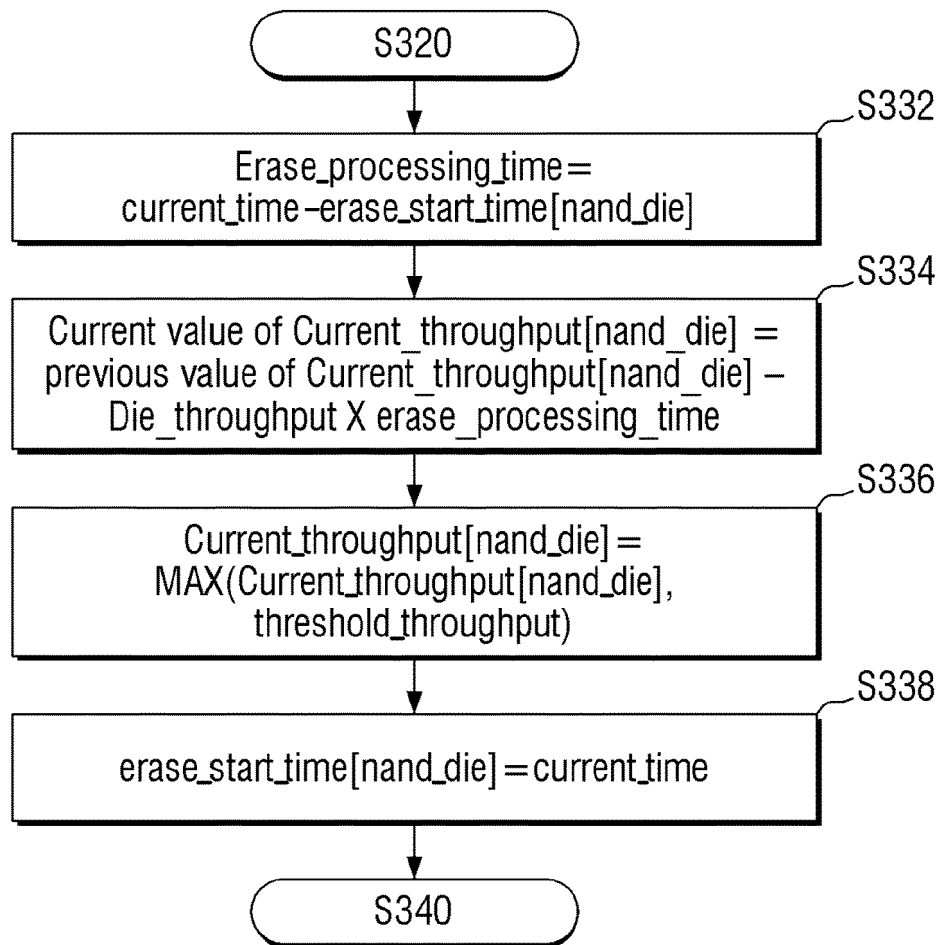 S320
S332
Erase_processing_time=
current_time-erase_start_time[nand_die]
S334
Current value of Current_throughput[nand_die] =
previous value of Current_throughput[nand_die] –
Die_throughput X erase_processing_time
S336
Current_throughput[nand_die]=
MAX(Current_throughput[nand_die],
threshold_throughput)
S338
erase_start_time[nand_die]=current_time
S340